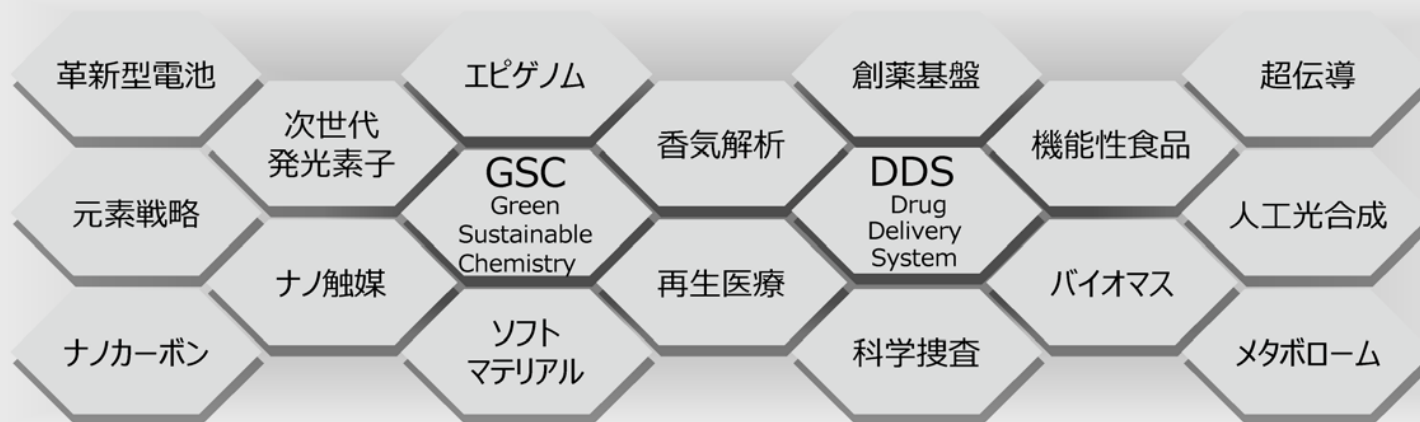 革新型電池
エピゲノム
創薬基盤
超伝導
次世代
発光素子
香気解析
機能性食品
元素戦略
GSC
Green
Sustainable
Chemistry
DDS
Drug
Delivery
System
人工光合成
ナノ触媒
再生医療
バイオマス
ナノカーボン
ソフト
マテリアル
科学捜査
メタボローム